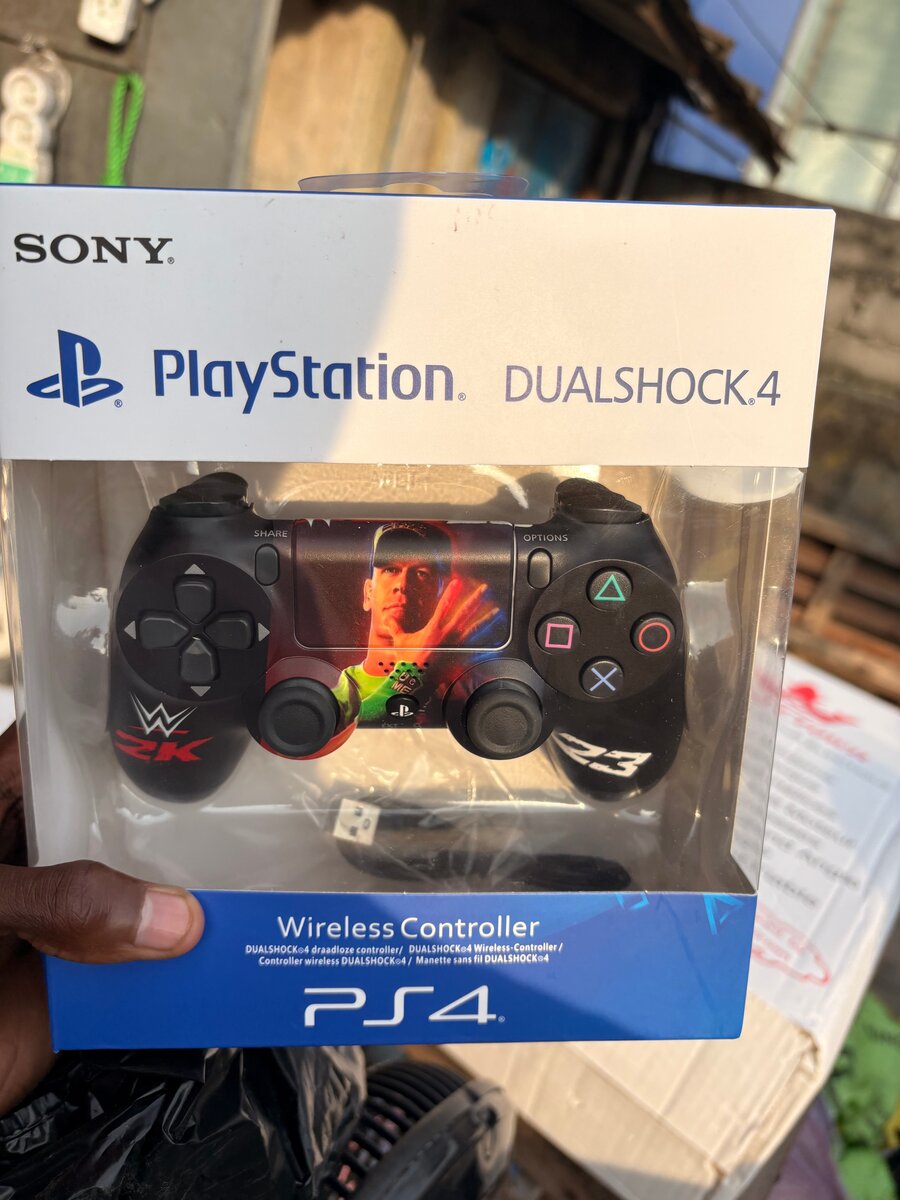 SONY®
PlayStation®
DUALSHOCK®4
SHARE
OPTIONS
U C
ME
W
2K
23
Wireless Controller
DUALSHOCK®4 draadloze controller/ DUALSHOCK®4 Wireless-Controller/
Controller wireless DUALSHOCK®4 / Manette sans fil DUALSHOCK®4
PS4®